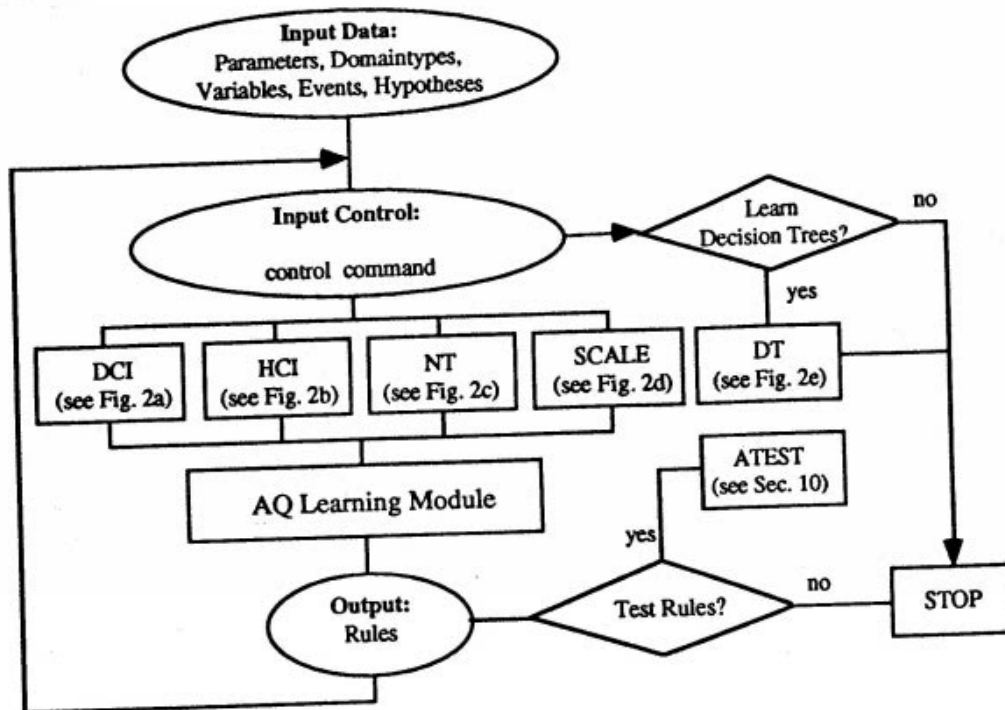 Input Data:
Parameters, Domaintypes,
Variables, Events, Hypotheses
Input Control:
control command
Learn
Decision Trees?
no
yes
DCI
(see Fig. 2a)
HCI
(see Fig. 2b)
NT
(see Fig. 2c)
SCALE
(see Fig. 2d)
DT
(see Fig. 2e)
ATEST
(see Sec. 10)
AQ Learning Module
yes
Output:
Rules
Test Rules?
no
STOP